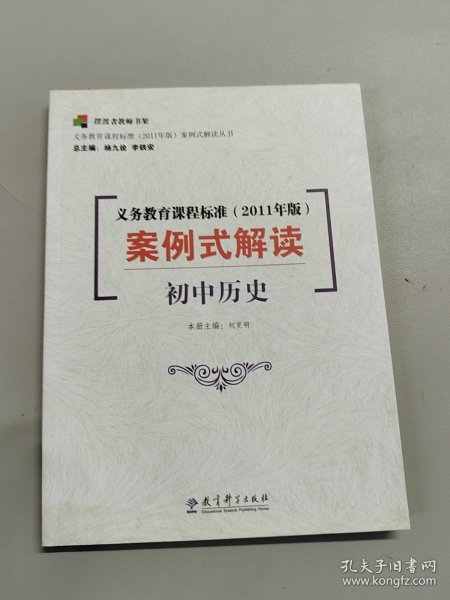 摆渡者教师书架
义务教育课程标准（2011年版）案例式解读丛书
总主编：杨九诠 李铁安
义务教育课程标准（2011年版）
案例式解读
初中历史
本册主编：刘克明
教育科学出版社
Educational Science Publishing House
孔夫子旧书网
www.kongfz.com